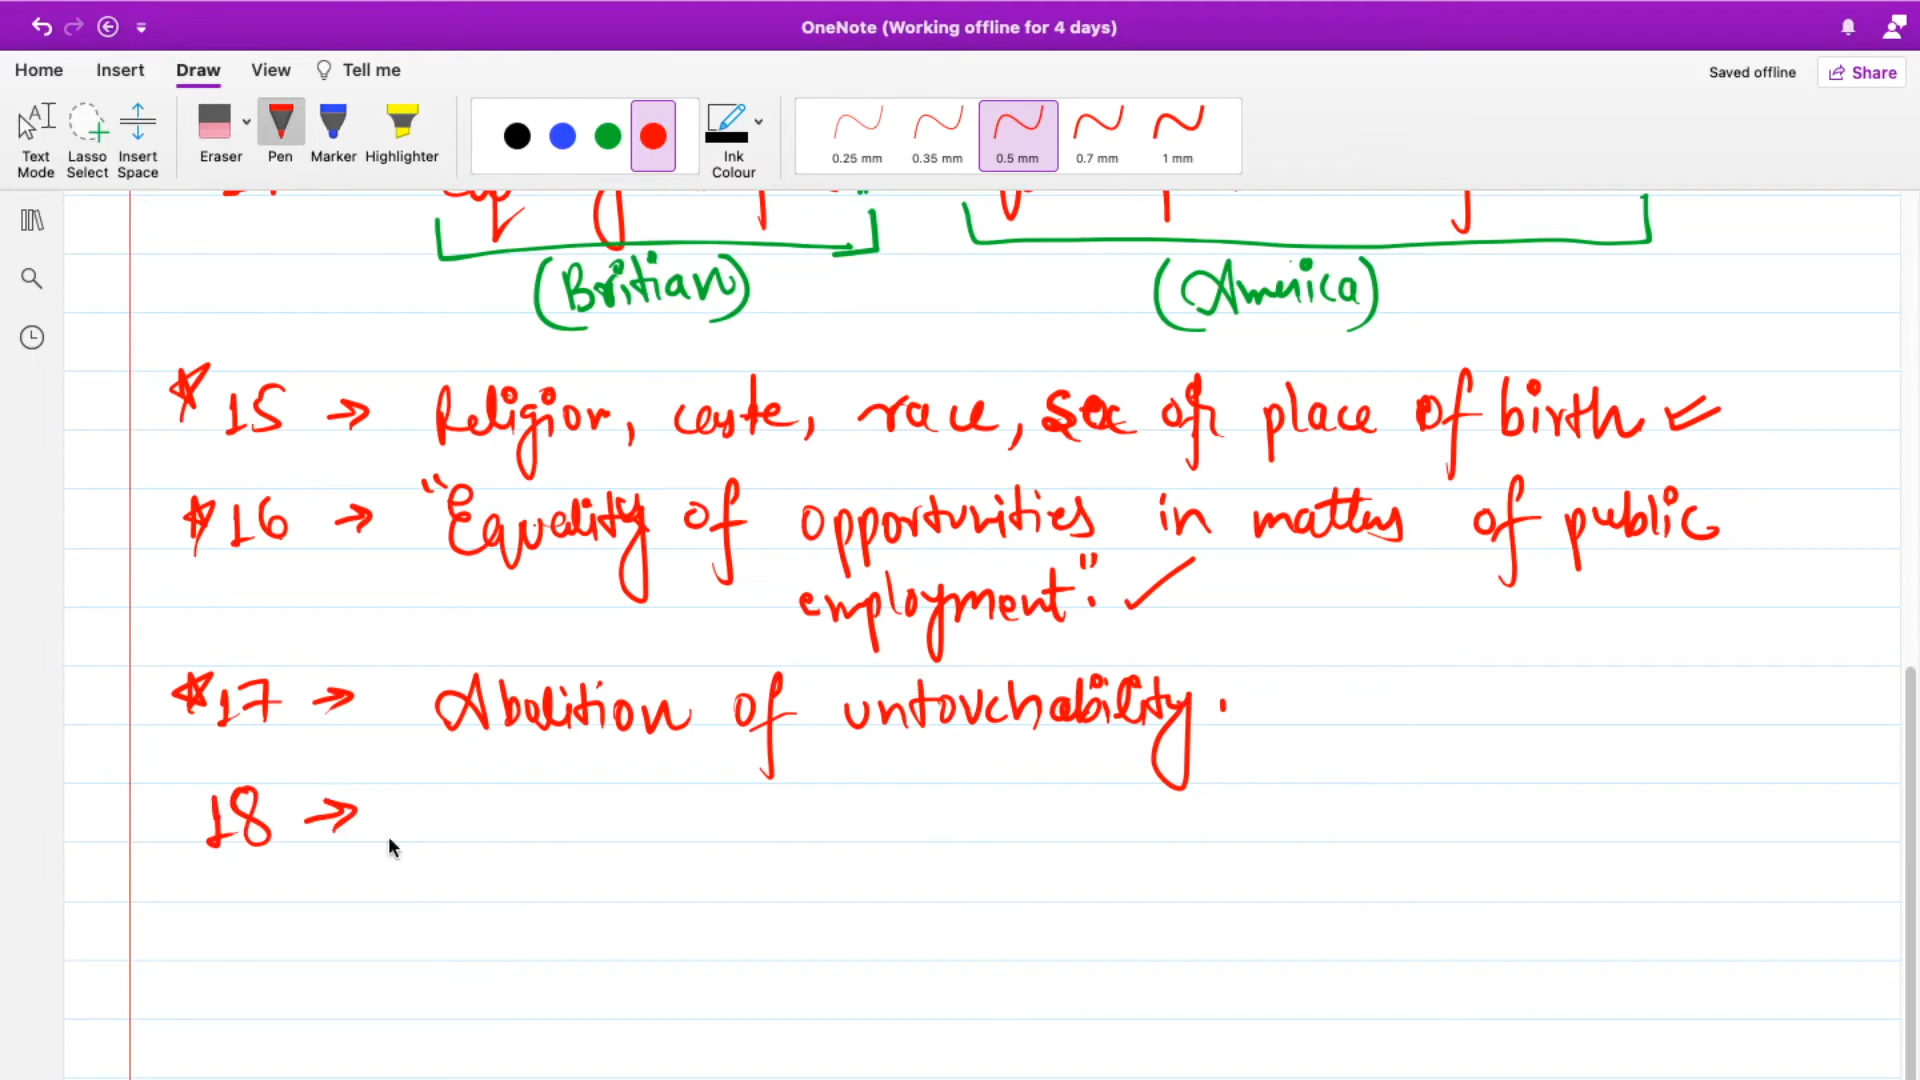 OneNote (Working offline for 4 days)
Home Insert Draw View Tell me
Saved offline Share
Text Mode Lasso Select Insert Space Eraser Pen Marker Highlighter Ink Colour 0.25 mm 0.35 mm 0.5 mm 0.7 mm 1 mm
(Britian) (America)
15 → Religion, caste, race, sex or place of birth
16 → "Equality of opportunities in matters of public
employment".
17 → Abolition of untouchability.
18 →